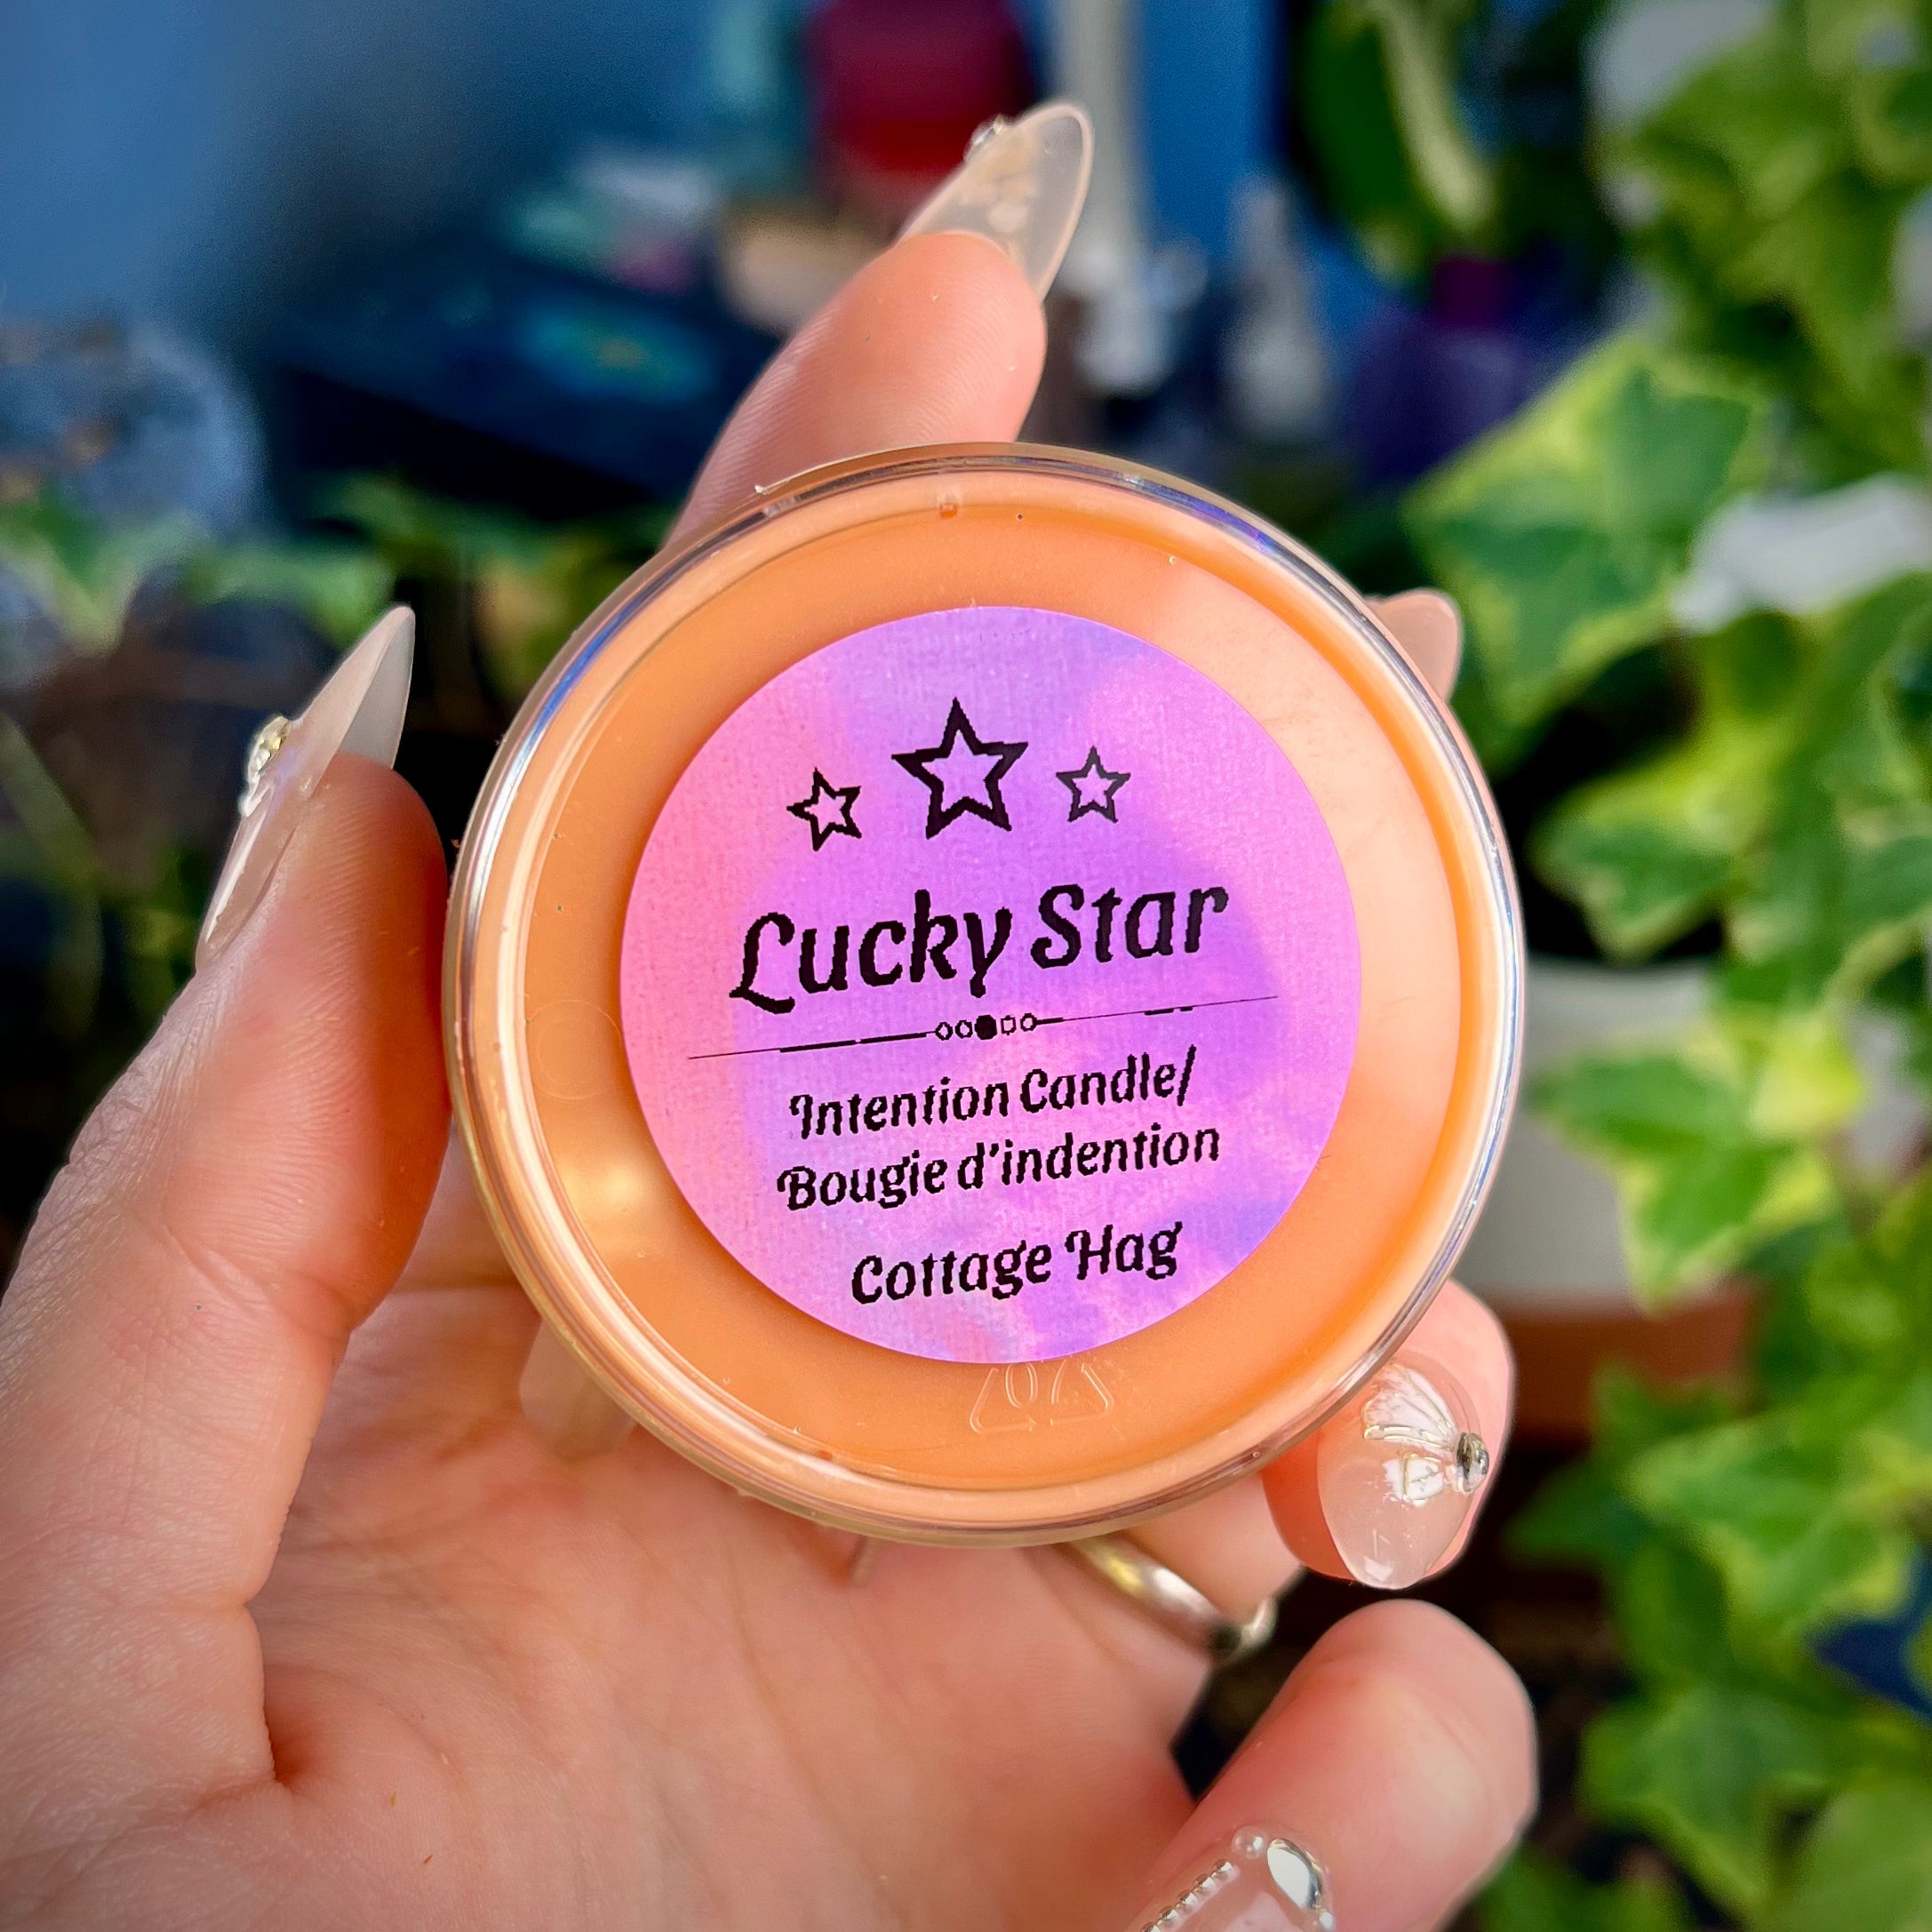 Lucky Star
Intention Candle/
Bougie d'indention
Cottage Hag